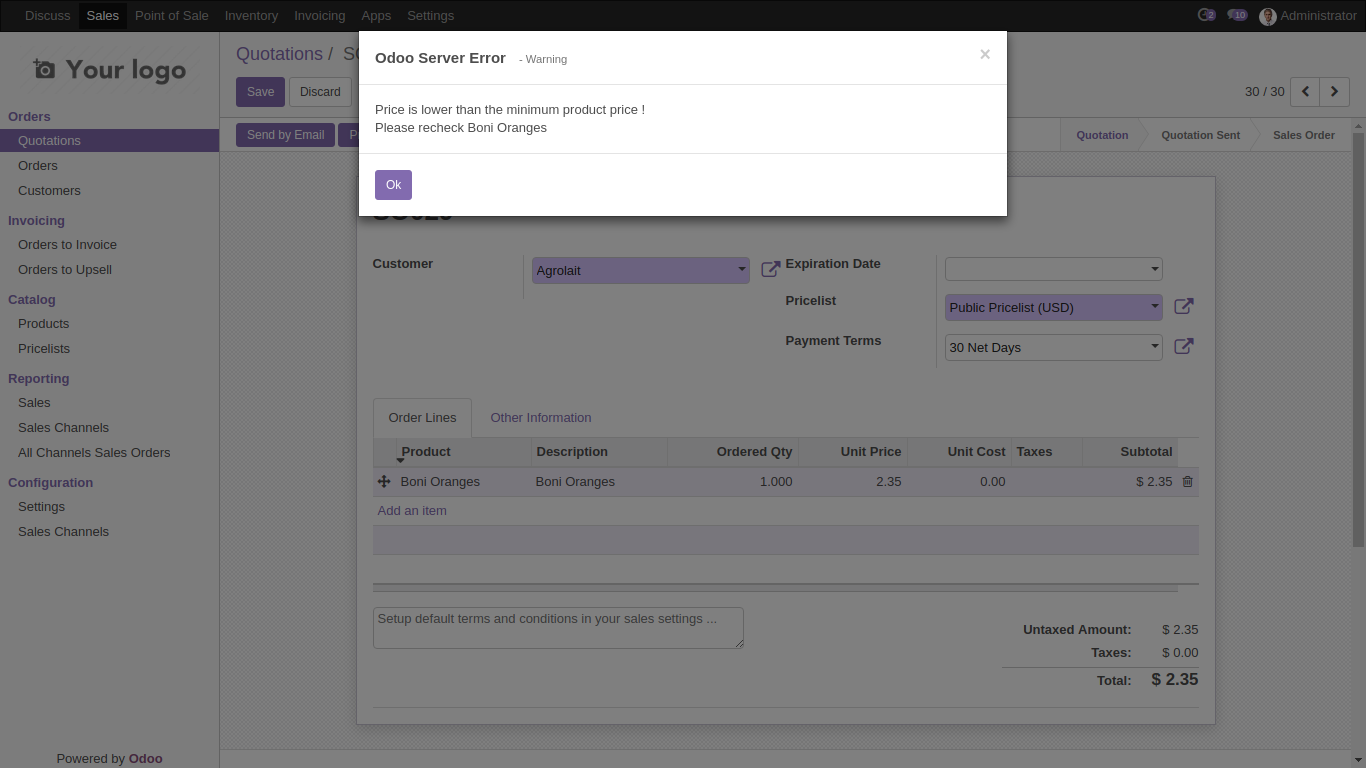 Discuss Sales Point of Sale Inventory Invoicing Apps Settings 2 10 Administrator
Your logo
Orders
Quotations
Orders
Customers
Invoicing
Orders to Invoice
Orders to Upsell
Catalog
Products
Pricelists
Reporting
Sales
Sales Channels
All Channels Sales Orders
Configuration
Settings
Sales Channels
Powered by Odoo
Quotations /
Save Discard
30 / 30
Send by Email
Quotation Quotation Sent Sales Order
Odoo Server Error - Warning ×
Price is lower than the minimum product price !
Please recheck Boni Oranges
Ok
Customer Agrolait
Expiration Date
Pricelist Public Pricelist (USD)
Payment Terms 30 Net Days
Order Lines Other Information
Product Description Ordered Qty Unit Price Unit Cost Taxes Subtotal
Boni Oranges Boni Oranges 1.000 2.35 0.00 $ 2.35
Add an item
Setup default terms and conditions in your sales settings ...
Untaxed Amount: $ 2.35
Taxes: $ 0.00
Total: $ 2.35